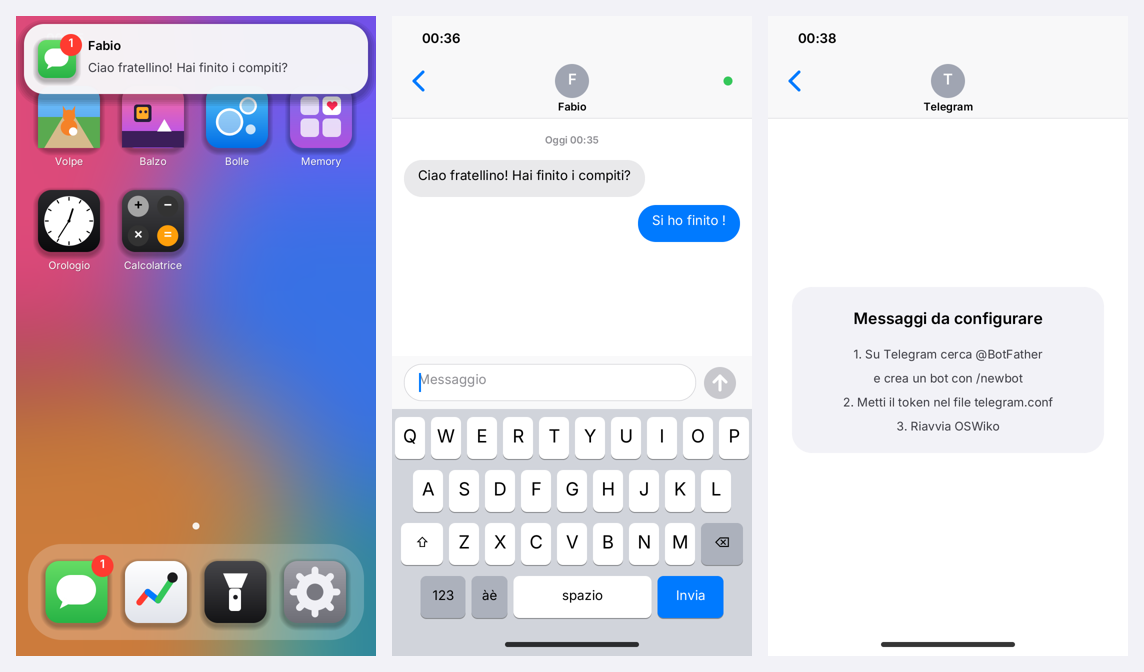 1
Fabio
Ciao fratellino! Hai finito i compiti?
Volpe
Balzo
Bolle
Memory
+ −
× =
Orologio
Calcolatrice
1
00:36
F
Fabio
Oggi 00:35
Ciao fratellino! Hai finito i compiti?
Si ho finito !
Messaggio
Q W E R T Y U I O P
A S D F G H J K L
Z X C V B N M
123 àè spazio Invia
00:38
T
Telegram
Messaggi da configurare
1. Su Telegram cerca @BotFather
e crea un bot con /newbot
2. Metti il token nel file telegram.conf
3. Riavvia OSWiko